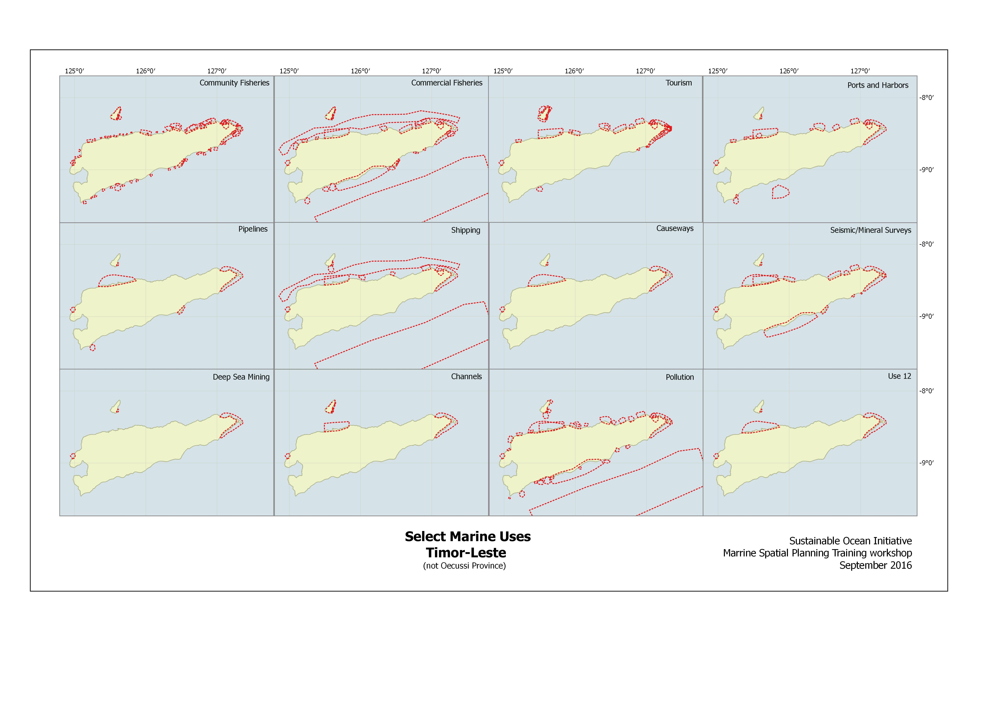 125°0′ 126°0′ 127°0′ 125°0′ 126°0′ 127°0′ 125°0′ 126°0′ 127°0′ 125°0′ 126°0′ 127°0′
Community Fisheries
Commercial Fisheries
Tourism
Ports and Harbors
-8°0′
-9°0′
Pipelines
Shipping
Causeways
Seismic/Mineral Surveys
-8°0′
-9°0′
Deep Sea Mining
Channels
Pollution
Use 12
-8°0′
-9°0′
Select Marine Uses
Timor-Leste
(not Oecussi Province)
Sustainable Ocean Initiative
Marrine Spatial Planning Training workshop
September 2016